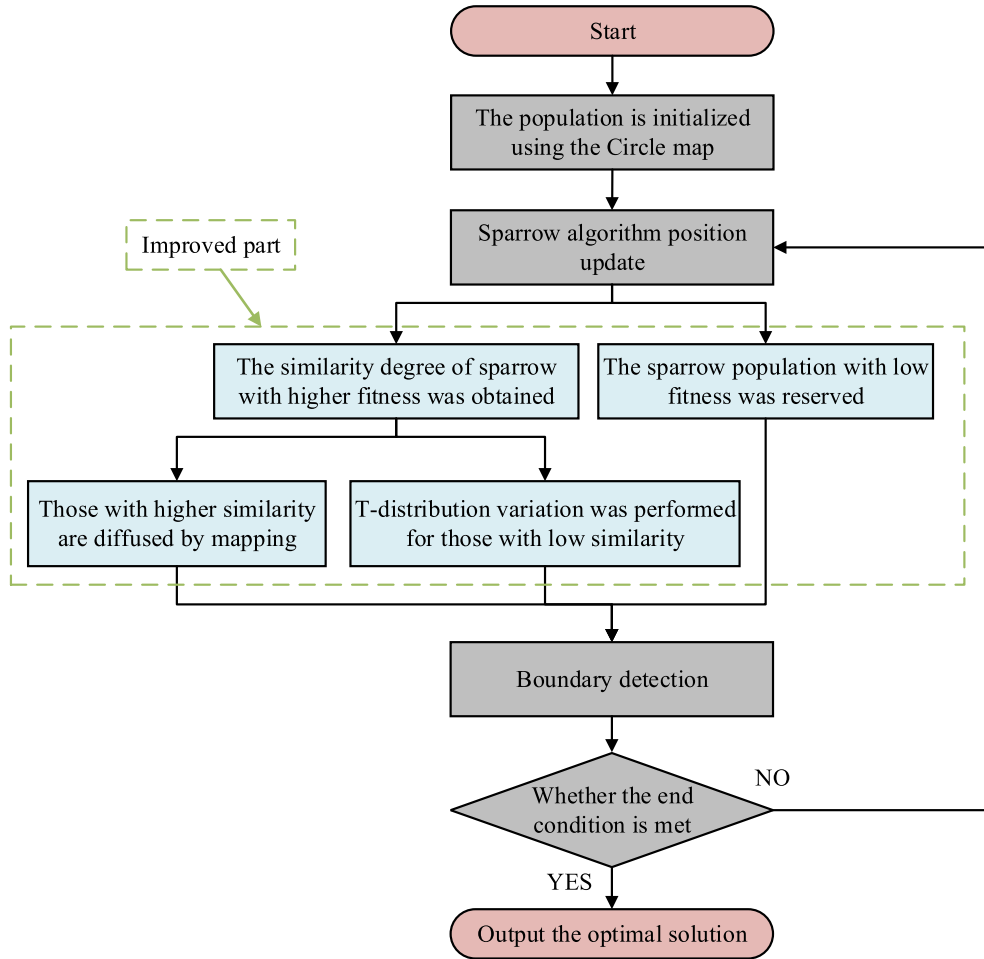 Start
The population is initialized
using the Circle map
Sparrow algorithm position
update
Improved part
The similarity degree of sparrow
with higher fitness was obtained
The sparrow population with low
fitness was reserved
Those with higher similarity
are diffused by mapping
T-distribution variation was performed
for those with low similarity
Boundary detection
Whether the end
condition is met
NO
YES
Output the optimal solution